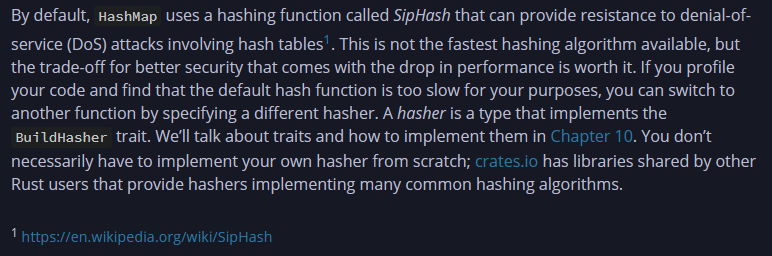 By default, HashMap uses a hashing function called SipHash that can provide resistance to denial-of-
service (DoS) attacks involving hash tables1. This is not the fastest hashing algorithm available, but
the trade-off for better security that comes with the drop in performance is worth it. If you profile
your code and find that the default hash function is too slow for your purposes, you can switch to
another function by specifying a different hasher. A hasher is a type that implements the
BuildHasher trait. We’ll talk about traits and how to implement them in Chapter 10. You don’t
necessarily have to implement your own hasher from scratch; crates.io has libraries shared by other
Rust users that provide hashers implementing many common hashing algorithms.
1 https://en.wikipedia.org/wiki/SipHash